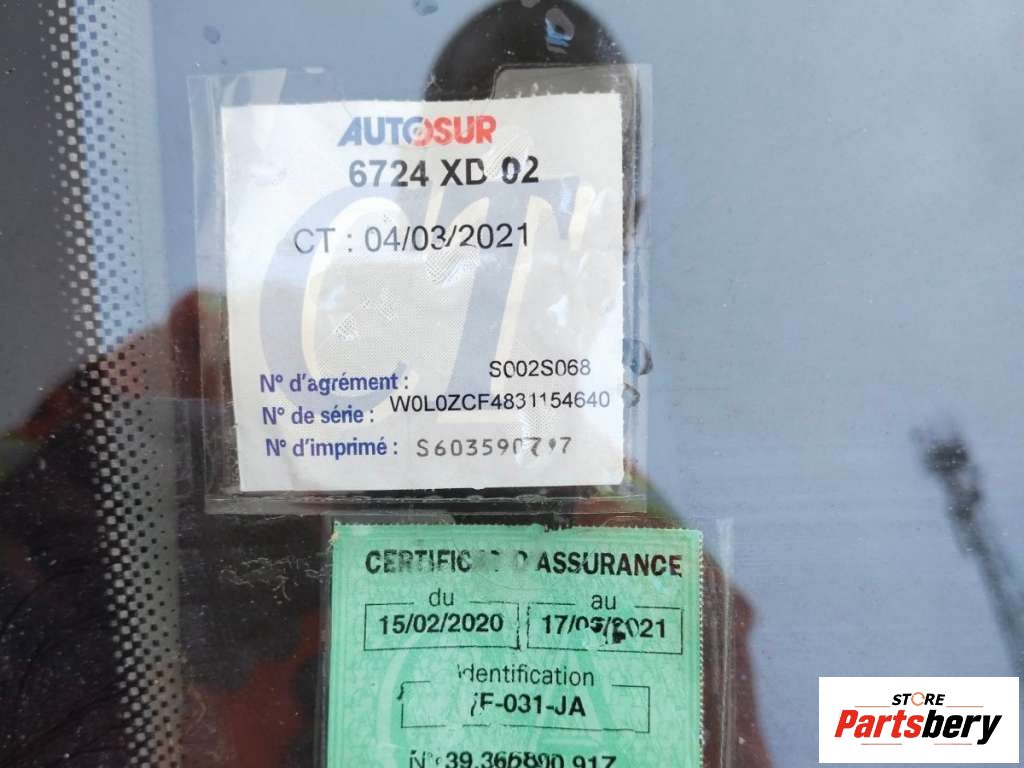 AUTOSUR
6724 XD 02
CT
CT : 04/03/2021
N° d'agrément : S002S068
N° de série : W0L0ZCF4831154640
N° d'imprimé :
CERTIFICAT D'ASSURANCE
du
15/02/2020
au
Identification
N°
STORE
Partsbery